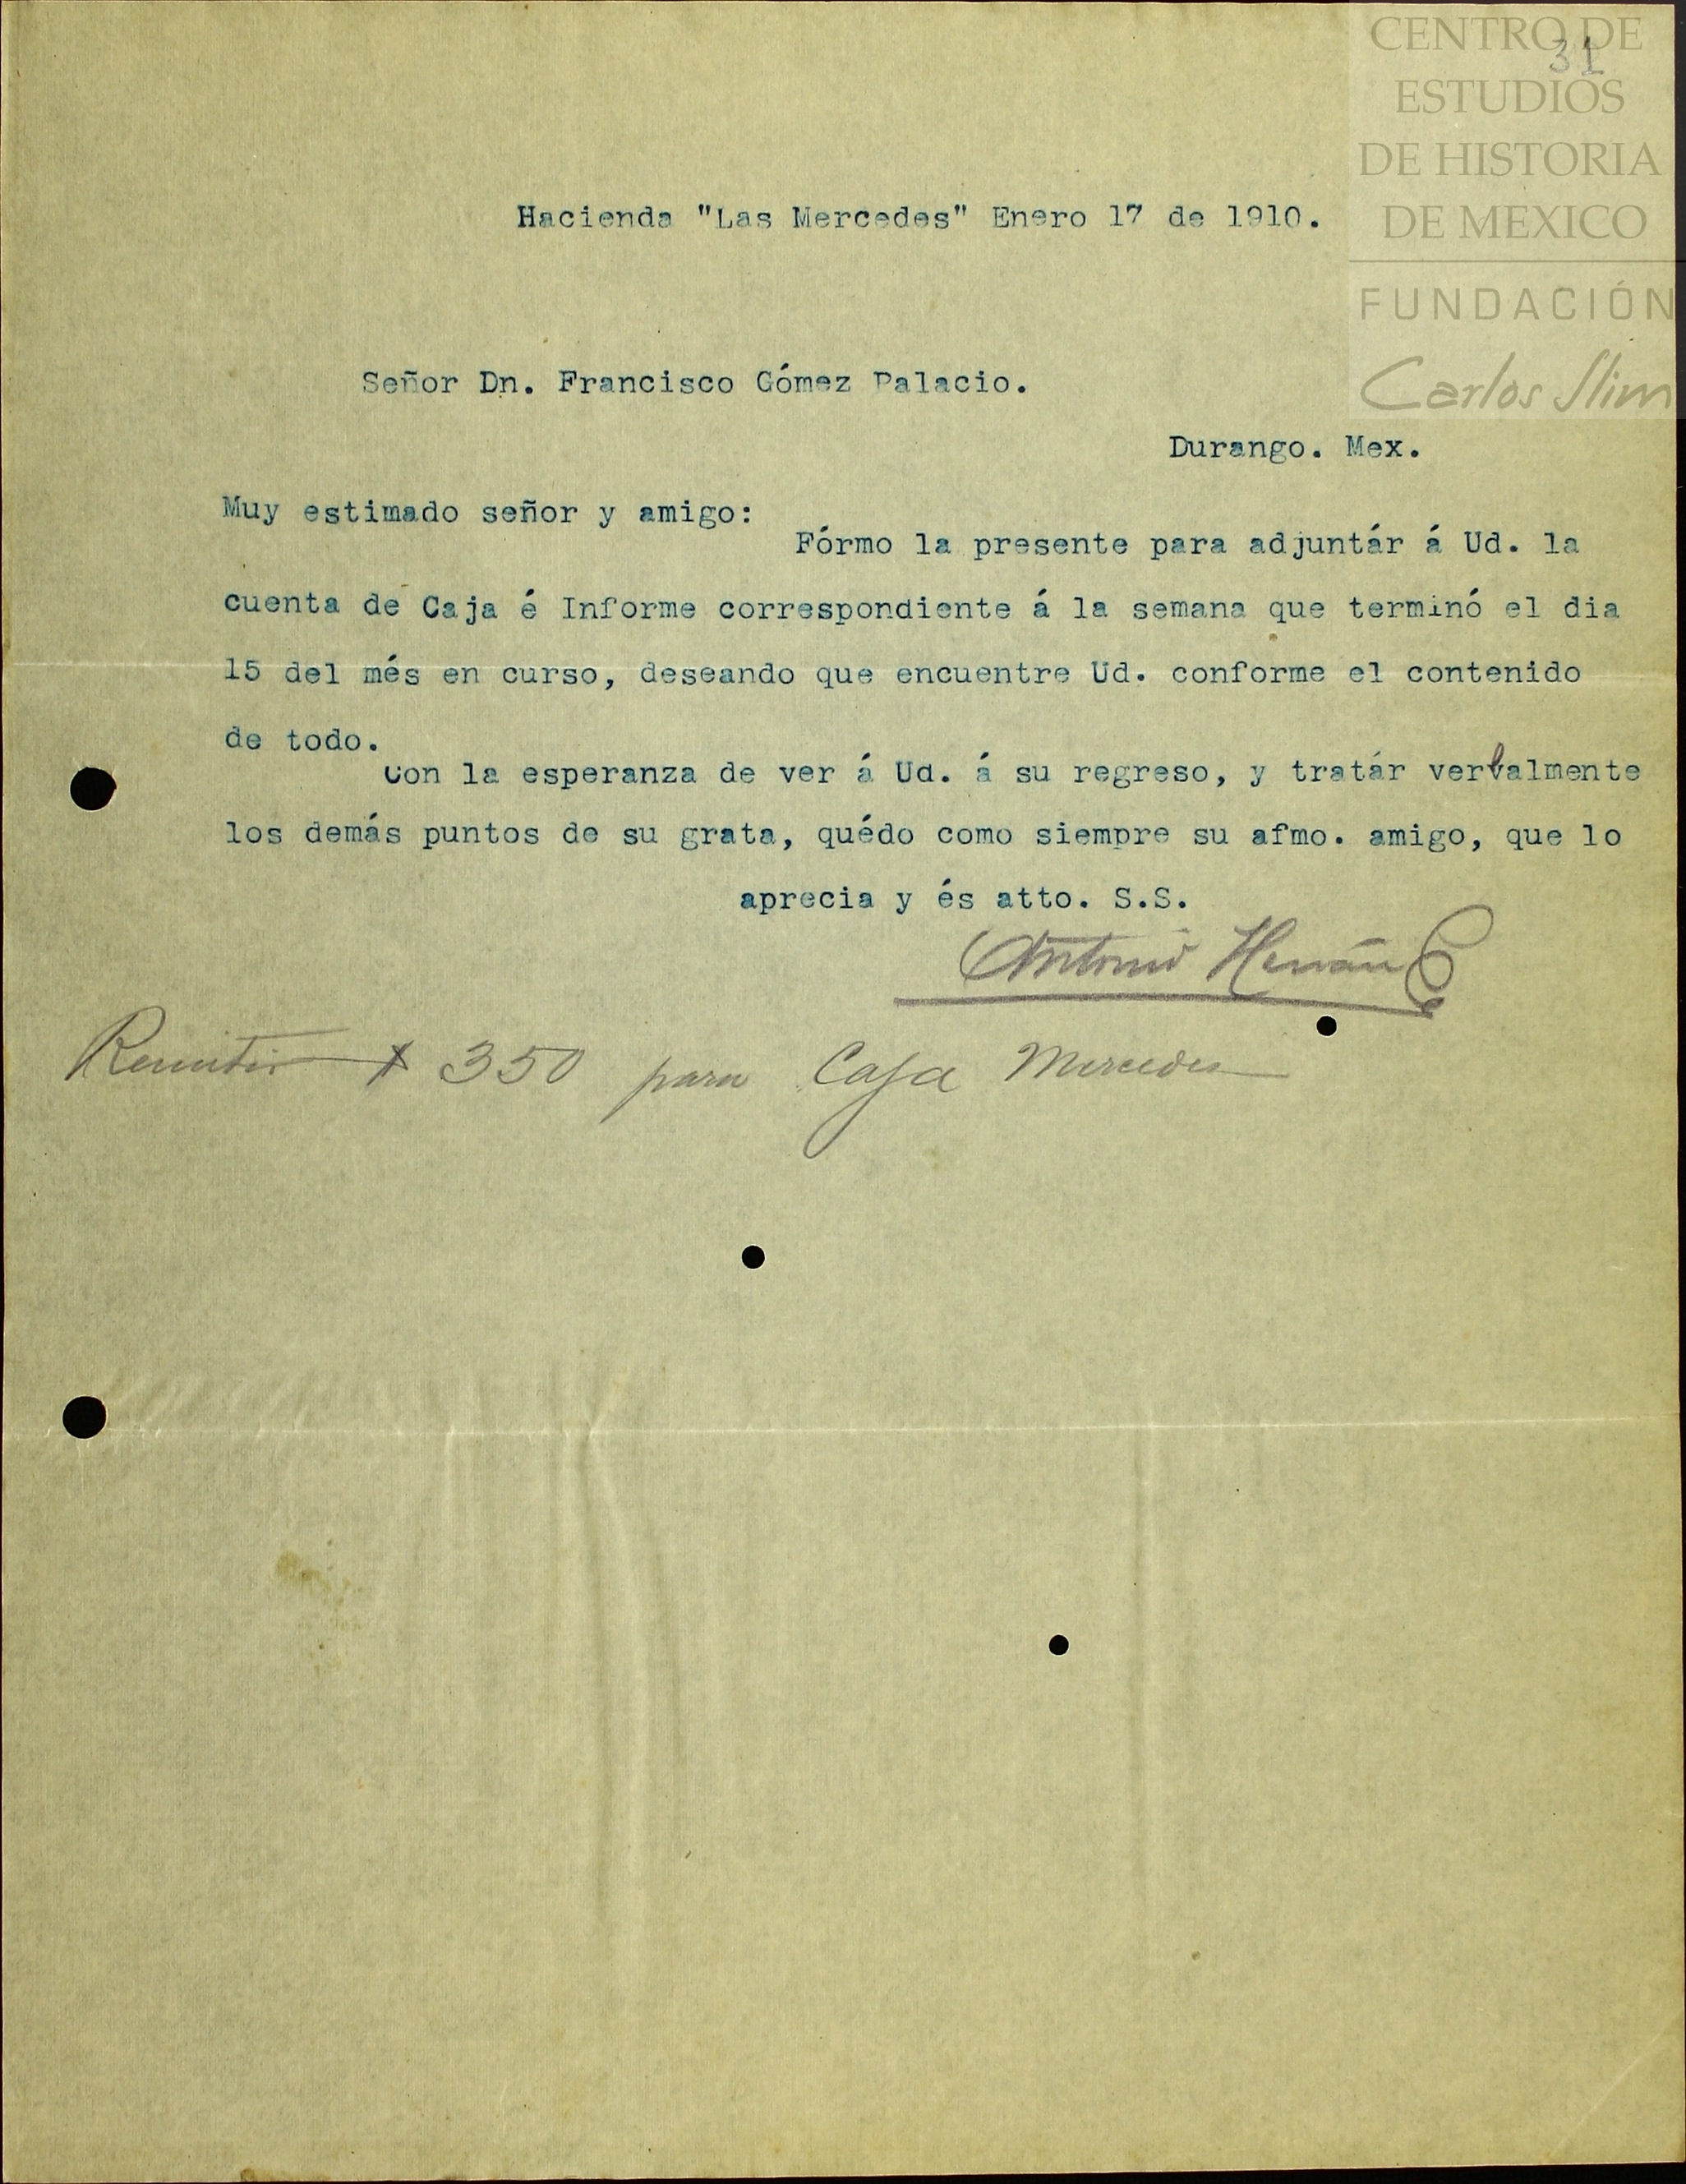 CENTRO DE
31
ESTUDIOS
DE HISTORIA
DE MEXICO
FUNDACIÓN
Carlos Slim
Hacienda "Las Mercedes" Enero 17 de 1910.
Señor Dn. Francisco Gómez Palacio.
Durango. Mex.
Muy estimado señor y amigo:
Fórmo la presente para adjuntár á Ud. la
cuenta de Caja é Informe correspondiente á la semana que terminó el dia
15 del més en curso, deseando que encuentre Ud. conforme el contenido
de todo.
Con la esperanza de ver á Ud. á su regreso, y tratár verbalmente
los demás puntos de su grata, quédo como siempre su afmo. amigo, que lo
aprecia y és atto. S.S.
Antonio
Remitir $ 350 para Caja Mercedes